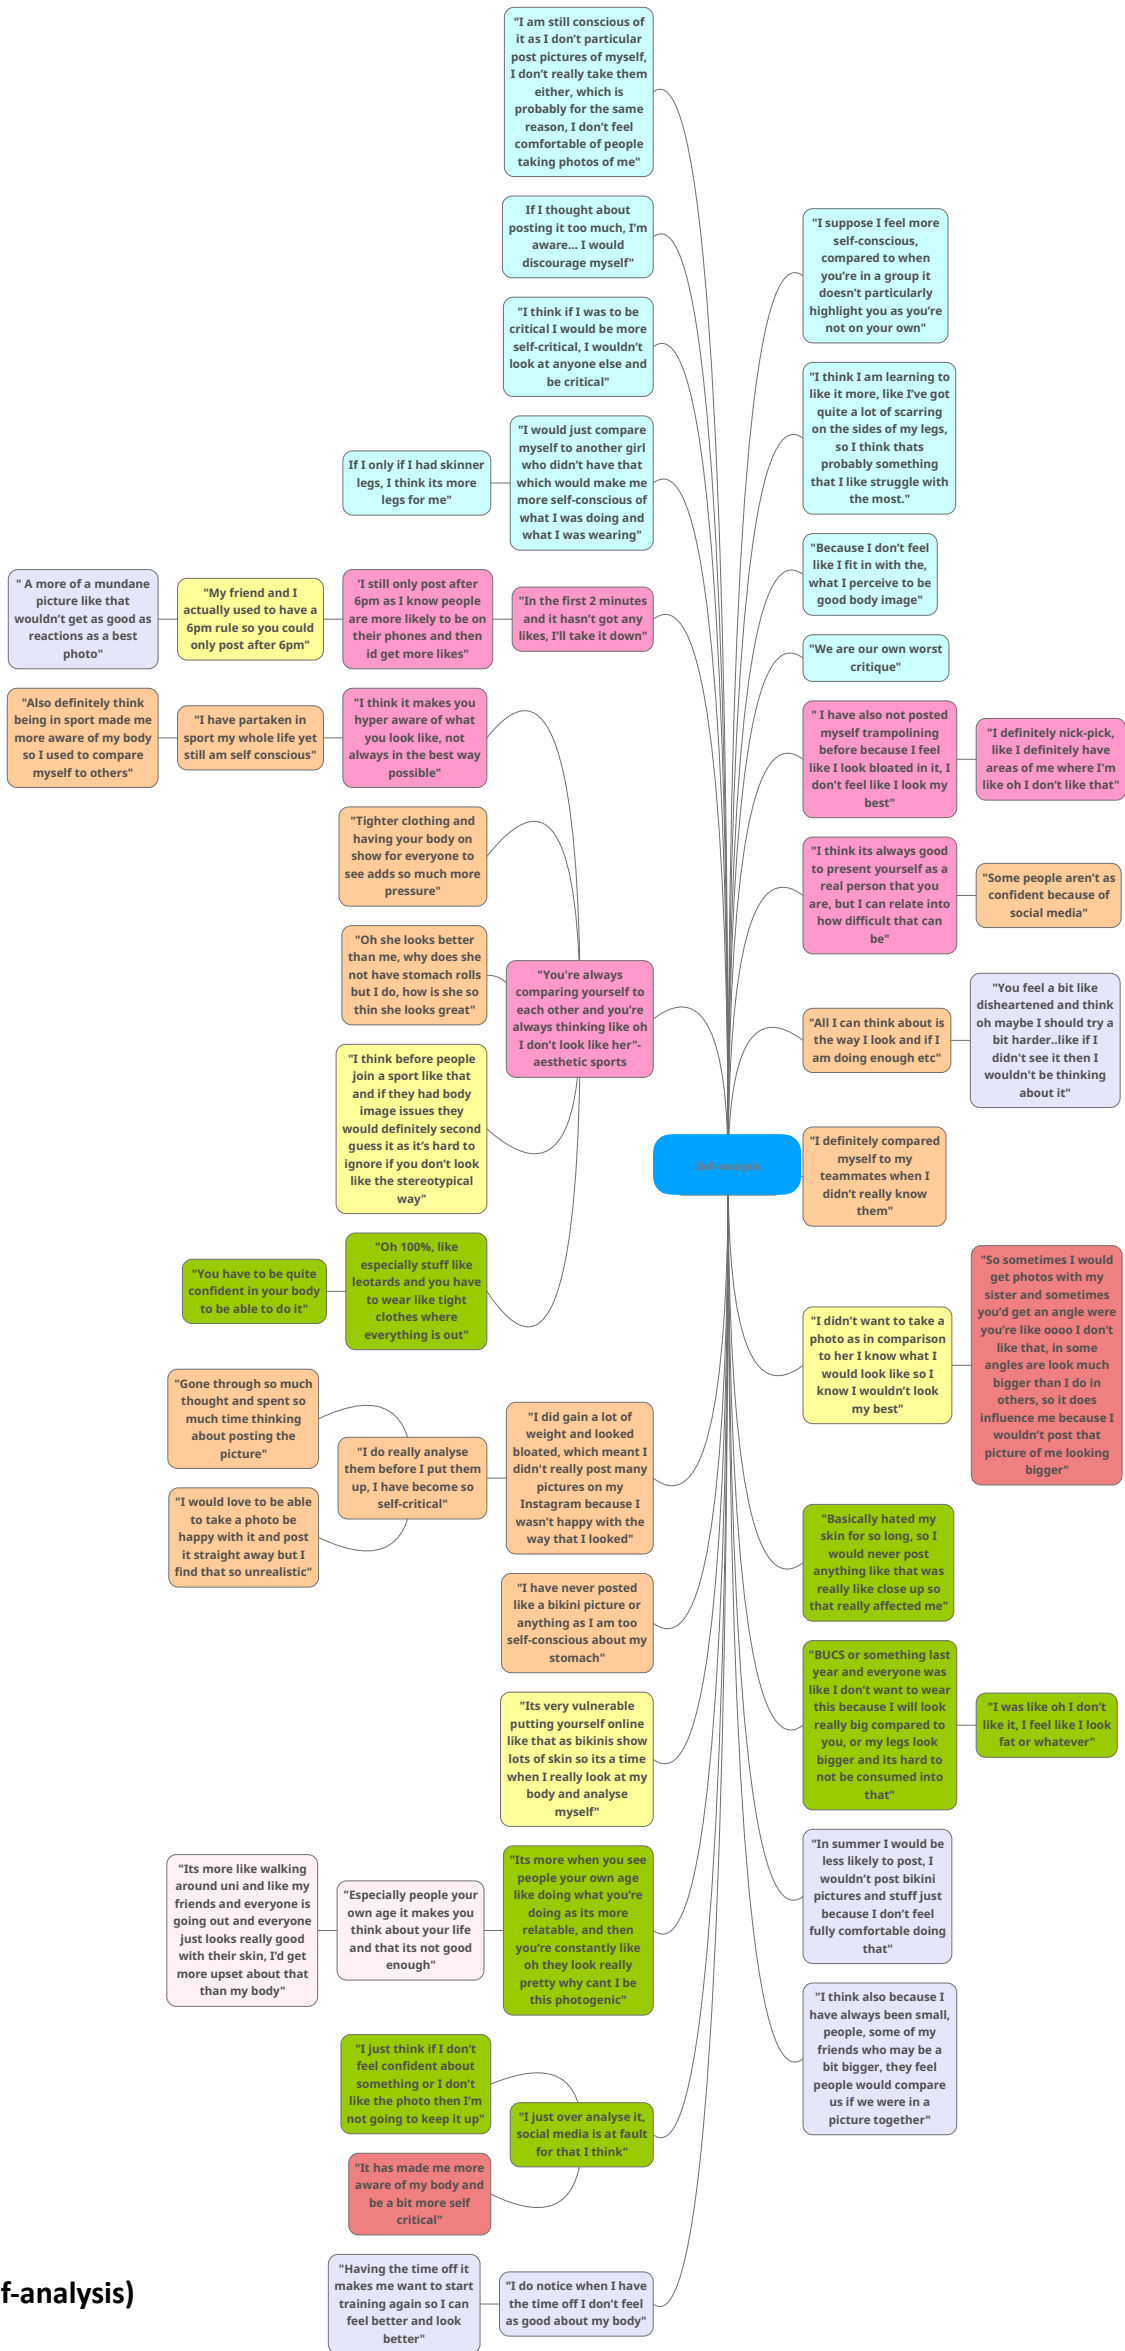 "I am still conscious of
it as I don't particular
post pictures of myself,
I don't really take them
either, which is
probably for the same
reason, I don't feel
comfortable of people
taking photos of me"
If I thought about
posting it too much, I'm
aware... I would
discourage myself"
"I think if I was to be
critical I would be more
self-critical, I wouldn't
look at anyone else and
be critical"
"I would just compare
myself to another girl
who didn't have that
which would make me
more self-conscious of
what I was doing and
what I was wearing"
If I only if I had skinner
legs, I think its more
legs for me"
"In the first 2 minutes
and it hasn't got any
likes, I'll take it down"
'I still only post after
6pm as I know people
are more likely to be on
their phones and then
id get more likes"
"My friend and I
actually used to have a
6pm rule so you could
only post after 6pm"
" A more of a mundane
picture like that
wouldn't get as good as
reactions as a best
photo"
"You're always
comparing yourself to
each other and you're
always thinking like oh
I don't look like her"-
aesthetic sports
"I think it makes you
hyper aware of what
you look like, not
always in the best way
possible"
"I have partaken in
sport my whole life yet
still am self conscious"
"Also definitely think
being in sport made me
more aware of my body
so I used to compare
myself to others"
"Tighter clothing and
having your body on
show for everyone to
see adds so much more
pressure"
"Oh she looks better
than me, why does she
not have stomach rolls
but I do, how is she so
thin she looks great"
"I think before people
join a sport like that
and if they had body
image issues they
would definitely second
guess it as it's hard to
ignore if you don't look
like the stereotypical
way"
"Oh 100%, like
especially stuff like
leotards and you have
to wear like tight
clothes where
everything is out"
"You have to be quite
confident in your body
to be able to do it"
"I did gain a lot of
weight and looked
bloated, which meant I
didn't really post many
pictures on my
Instagram because I
wasn't happy with the
way that I looked"
"I do really analyse
them before I put them
up, I have become so
self-critical"
"Gone through so much
thought and spent so
much time thinking
about posting the
picture"
"I would love to be able
to take a photo be
happy with it and post
it straight away but I
find that so unrealistic"
"I have never posted
like a bikini picture or
anything as I am too
self-conscious about my
stomach"
"Its very vulnerable
putting yourself online
like that as bikinis show
lots of skin so its a time
when I really look at my
body and analyse
myself"
"Its more when you see
people your own age
like doing what you're
doing as its more
relatable, and then
you're constantly like
oh they look really
pretty why cant I be
this photogenic"
"Especially people your
own age it makes you
think about your life
and that its not good
enough"
"Its more like walking
around uni and like my
friends and everyone is
going out and everyone
just looks really good
with their skin, I'd get
more upset about that
than my body"
"I just over analyse it,
social media is at fault
for that I think"
"I just think if I don't
feel confident about
something or I don't
like the photo then I'm
not going to keep it up"
"It has made me more
aware of my body and
be a bit more self
critical"
"I do notice when I have
the time off I don't feel
as good about my body"
"Having the time off it
makes me want to start
training again so I can
feel better and look
better"
"I suppose I feel more
self-conscious,
compared to when
you're in a group it
doesn't particularly
highlight you as you're
not on your own"
"I think I am learning to
like it more, like I've got
quite a lot of scarring
on the sides of my legs,
so I think thats
probably something
that I like struggle with
the most."
"Because I don't feel
like I fit in with the,
what I perceive to be
good body image"
"We are our own worst
critique"
" I have also not posted
myself trampolining
before because I feel
like I look bloated in it, I
don't feel like I look my
best"
"I definitely nick-pick,
like I definitely have
areas of me where I'm
like oh I don't like that"
"I think its always good
to present yourself as a
real person that you
are, but I can relate into
how difficult that can
be"
"Some people aren't as
confident because of
social media"
"All I can think about is
the way I look and if I
am doing enough etc"
"You feel a bit like
disheartened and think
oh maybe I should try a
bit harder..like if I
didn't see it then I
wouldn't be thinking
about it"
"I definitely compared
myself to my
teammates when I
didn't really know
them"
"I didn't want to take a
photo as in comparison
to her I know what I
would look like so I
know I wouldn't look
my best"
"So sometimes I would
get photos with my
sister and sometimes
you'd get an angle were
you're like oooo I don't
like that, in some
angles are look much
bigger than I do in
others, so it does
influence me because I
wouldn't post that
picture of me looking
bigger"
"Basically hated my
skin for so long, so I
would never post
anything like that was
really like close up so
that really affected me"
"BUCS or something last
year and everyone was
like I don't want to wear
this because I will look
really big compared to
you, or my legs look
bigger and its hard to
not be consumed into
that"
"I was like oh I don't
like it, I feel like I look
fat or whatever"
"In summer I would be
less likely to post, I
wouldn't post bikini
pictures and stuff just
because I don't feel
fully comfortable doing
that"
"I think also because I
have always been small,
people, some of my
friends who may be a
bit bigger, they feel
people would compare
us if we were in a
picture together"
f-analysis)